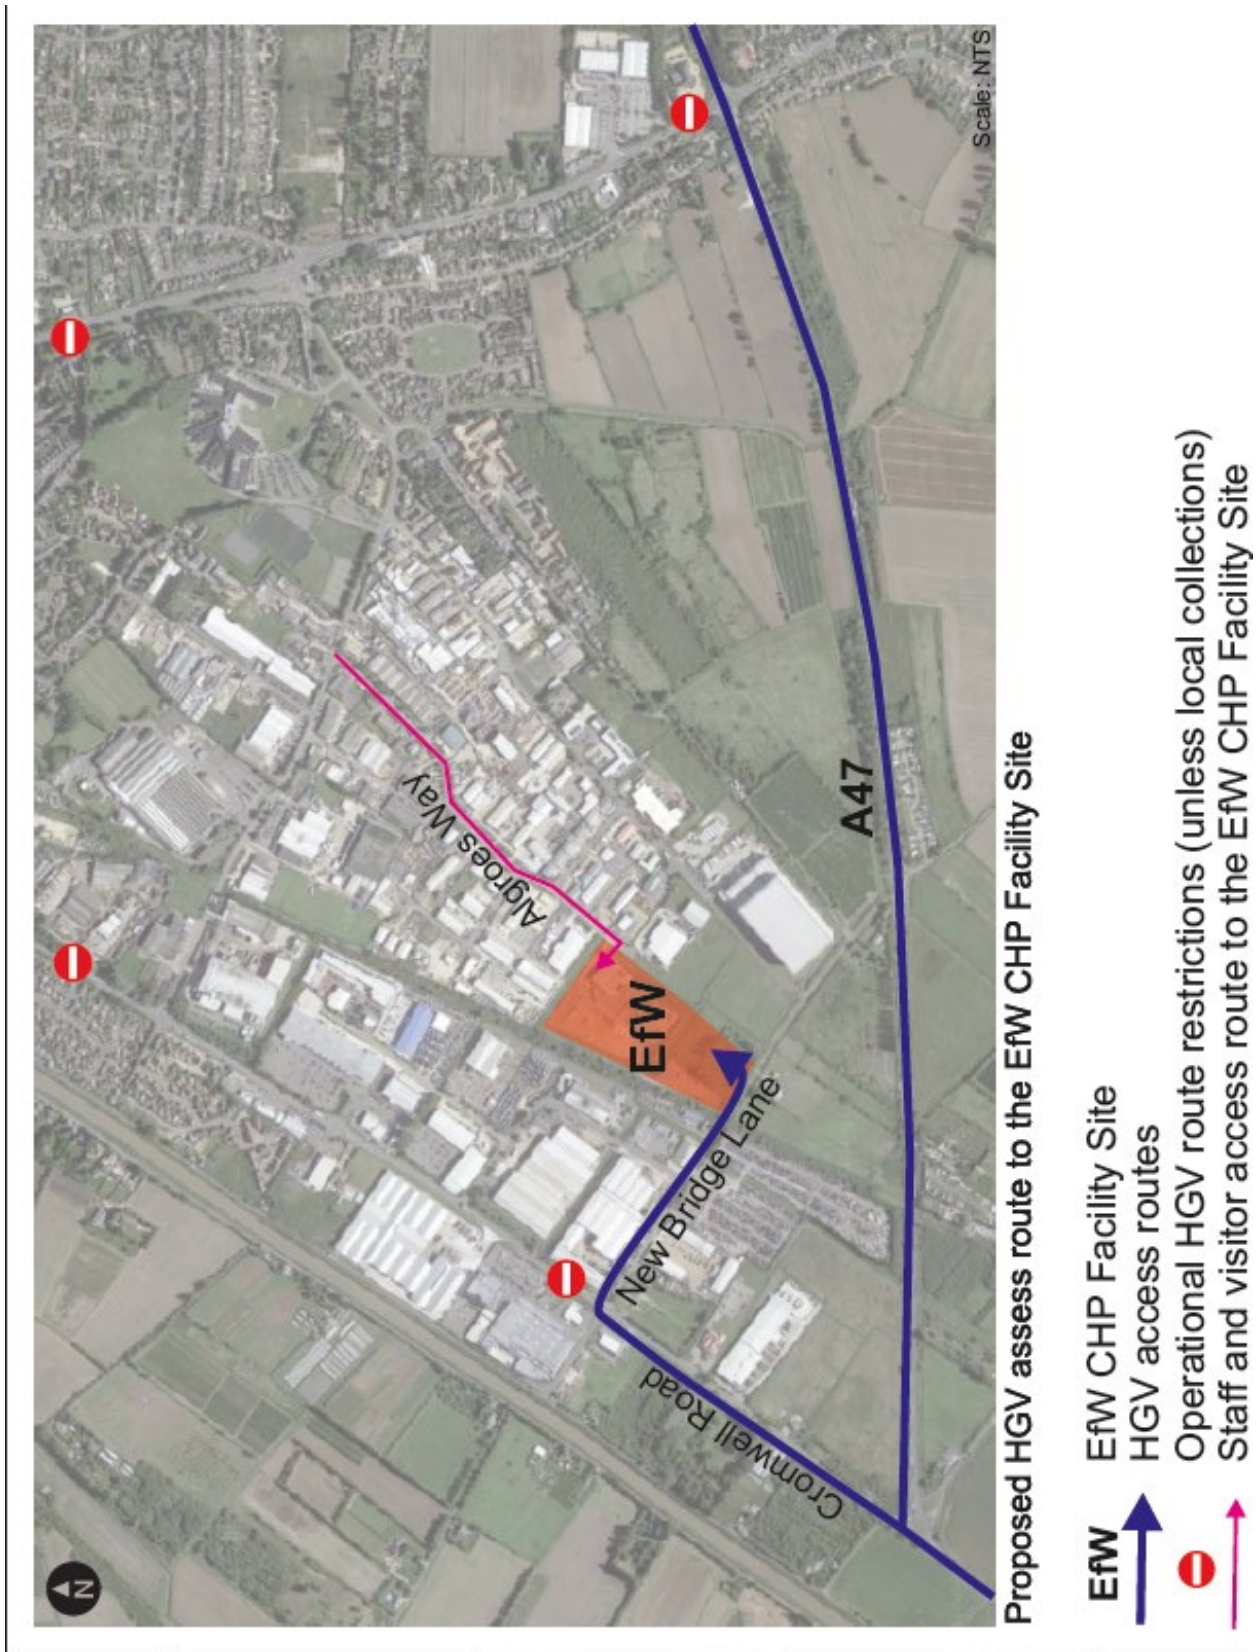 N
Cromwell Road
New Bridge Lane
EfW
Algroes Way
A47
Scale: NTS
Proposed HGV assess route to the EfW CHP Facility Site
EfW EfW CHP Facility Site
HGV access routes
Operational HGV route restrictions (unless local collections)
Staff and visitor access route to the EfW CHP Facility Site